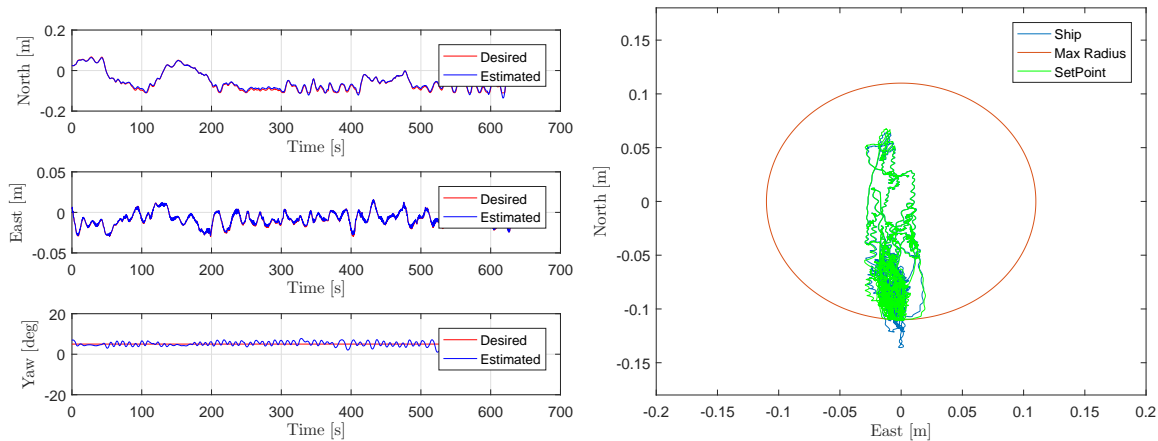 North [m]
0.2
0
-0.2
0 100 200 300 400 500 600 700
Time [s]
Desired
Estimated
East [m]
0.05
0
-0.05
0 100 200 300 400 500 600 700
Time [s]
Desired
Estimated
Yaw [deg]
20
0
-20
0 100 200 300 400 500 600 700
Time [s]
Desired
Estimated
North [m]
0.15
0.1
0.05
0
-0.05
-0.1
-0.15
-0.2 -0.15 -0.1 -0.05 0 0.05 0.1 0.15 0.2
East [m]
Ship
Max Radius
SetPoint